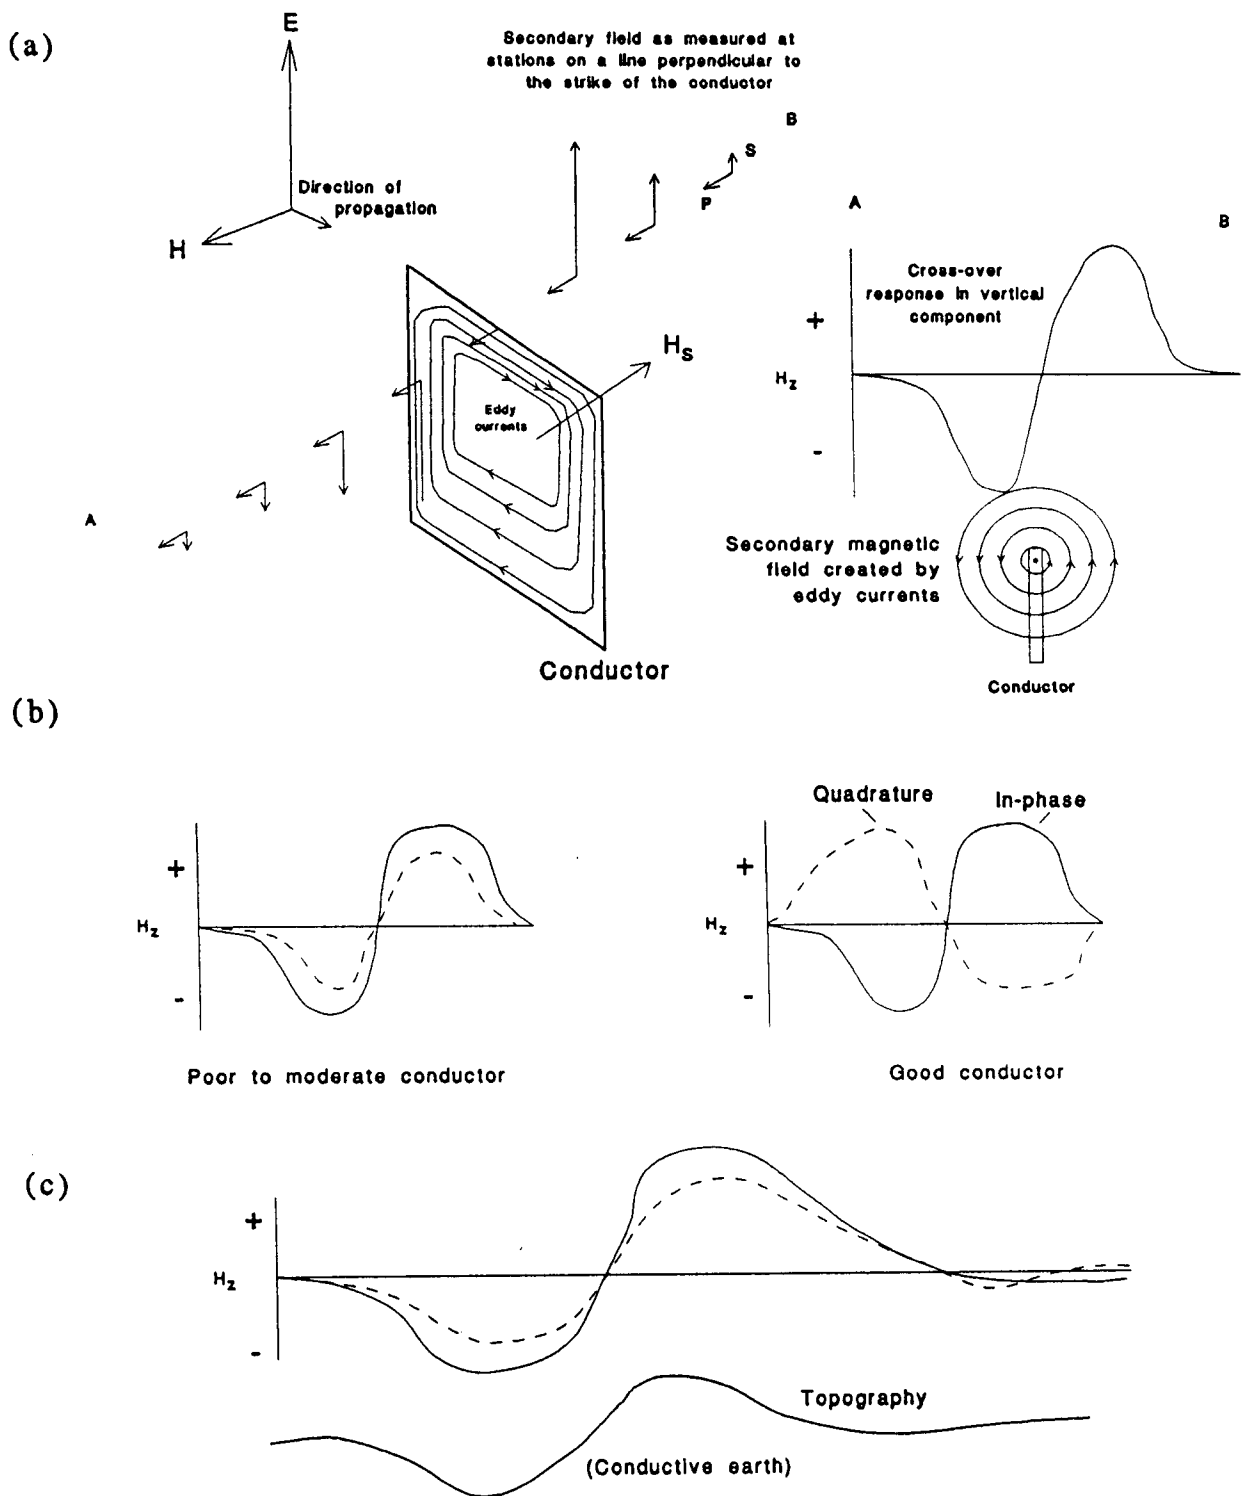 (a)
E
Secondary field as measured at
stations on a line perpendicular to
the strike of the conductor
B
S
P
Direction of
propagation
H
A
B
Cross-over
response in vertical
component
+
Hz
-
Hs
Eddy
currents
A
Secondary magnetic
field created by
eddy currents
Conductor
Conductor
(b)
Quadrature
In-phase
+
Hz
-
+
Hz
-
Poor to moderate conductor
Good conductor
(c)
+
Hz
-
Topography
(Conductive earth)